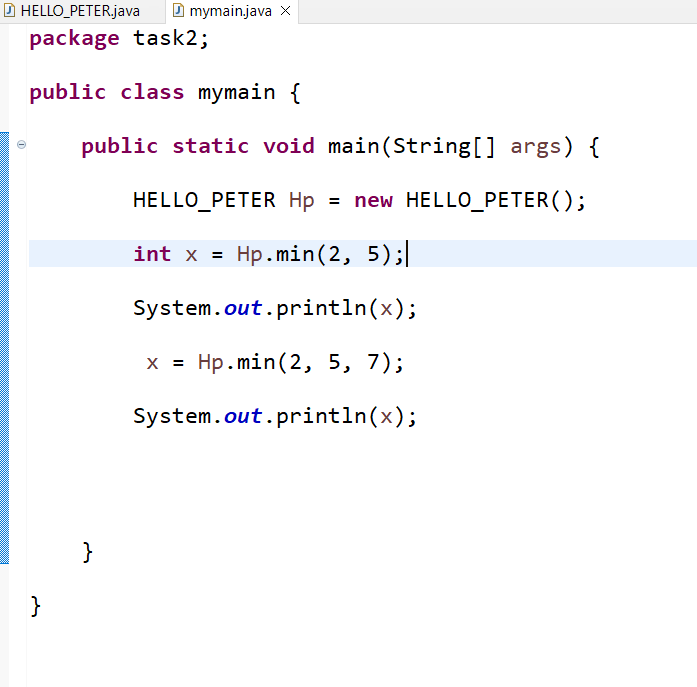 HELLO_PETER.java mymain.java
package task2;
public class mymain {
public static void main(String[] args) {
HELLO_PETER Hp = new HELLO_PETER();
int x = Hp.min(2, 5);
System.out.println(x);
x = Hp.min(2, 5, 7);
System.out.println(x);
}
}